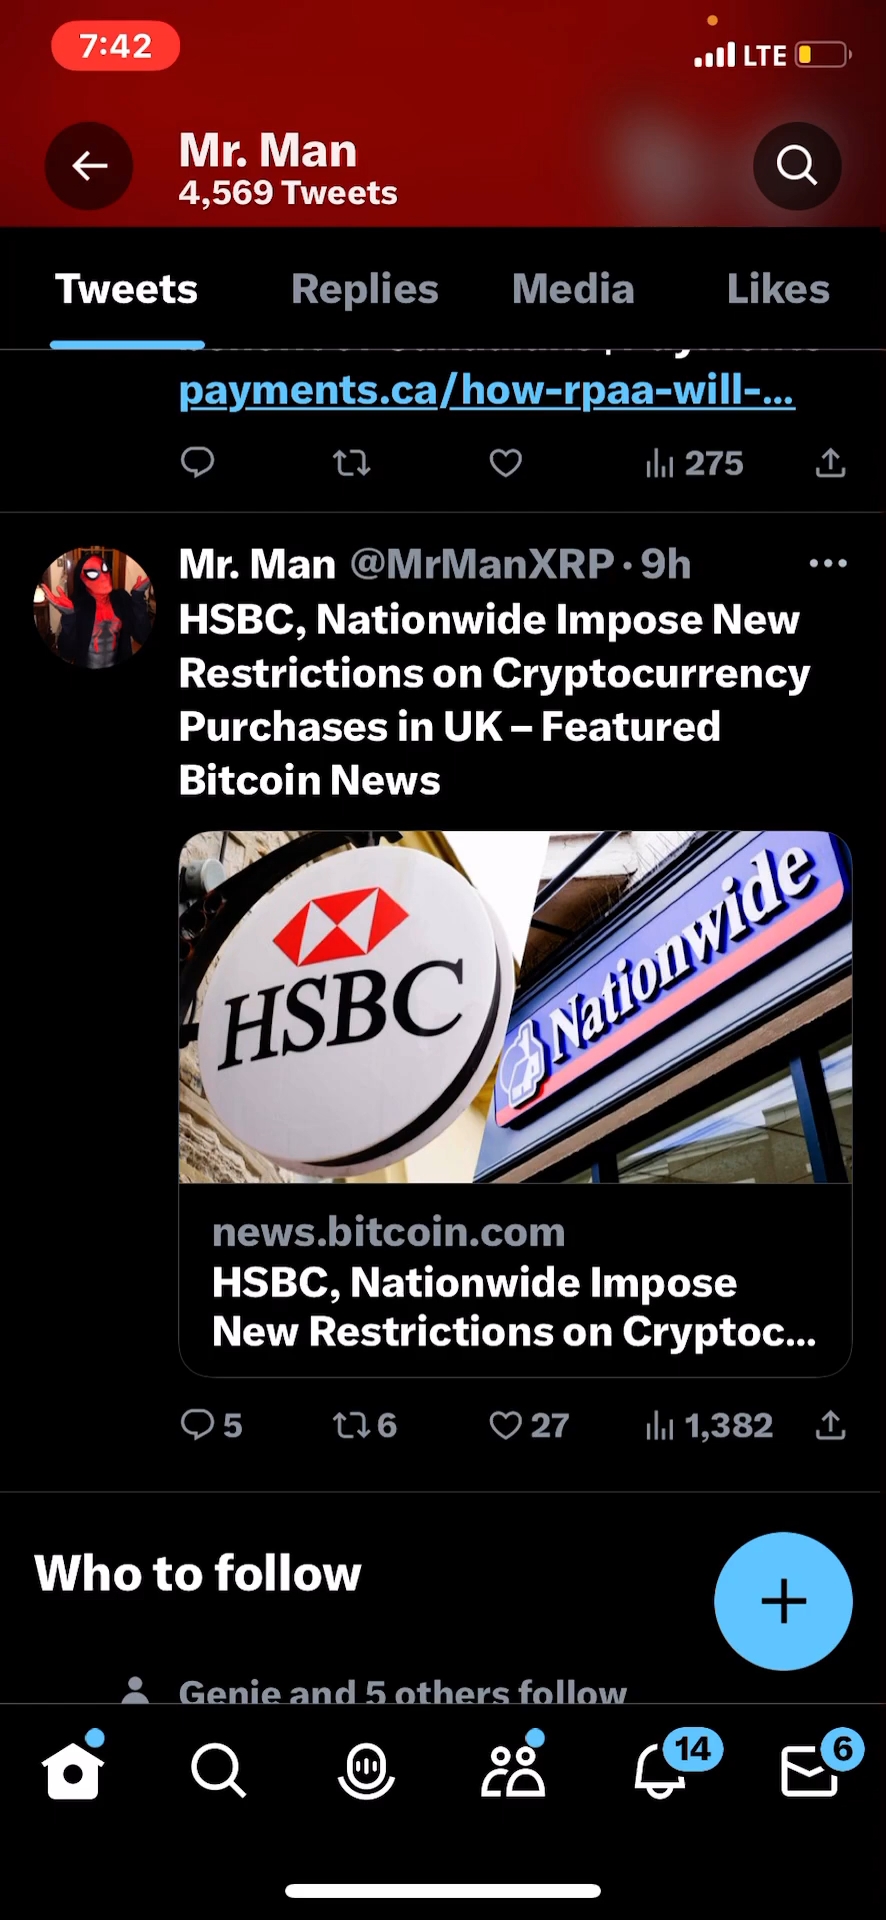 7:42
LTE
Mr. Man
4,569 Tweets
Tweets Replies Media Likes
payments.ca/how-rpaa-will-...
275
Mr. Man @MrManXRP · 9h
HSBC, Nationwide Impose New
Restrictions on Cryptocurrency
Purchases in UK – Featured
Bitcoin News
HSBC
Nationwide
news.bitcoin.com
HSBC, Nationwide Impose
New Restrictions on Cryptoc...
5 6 27 1,382
Who to follow
Genie and 5 others follow
14 6